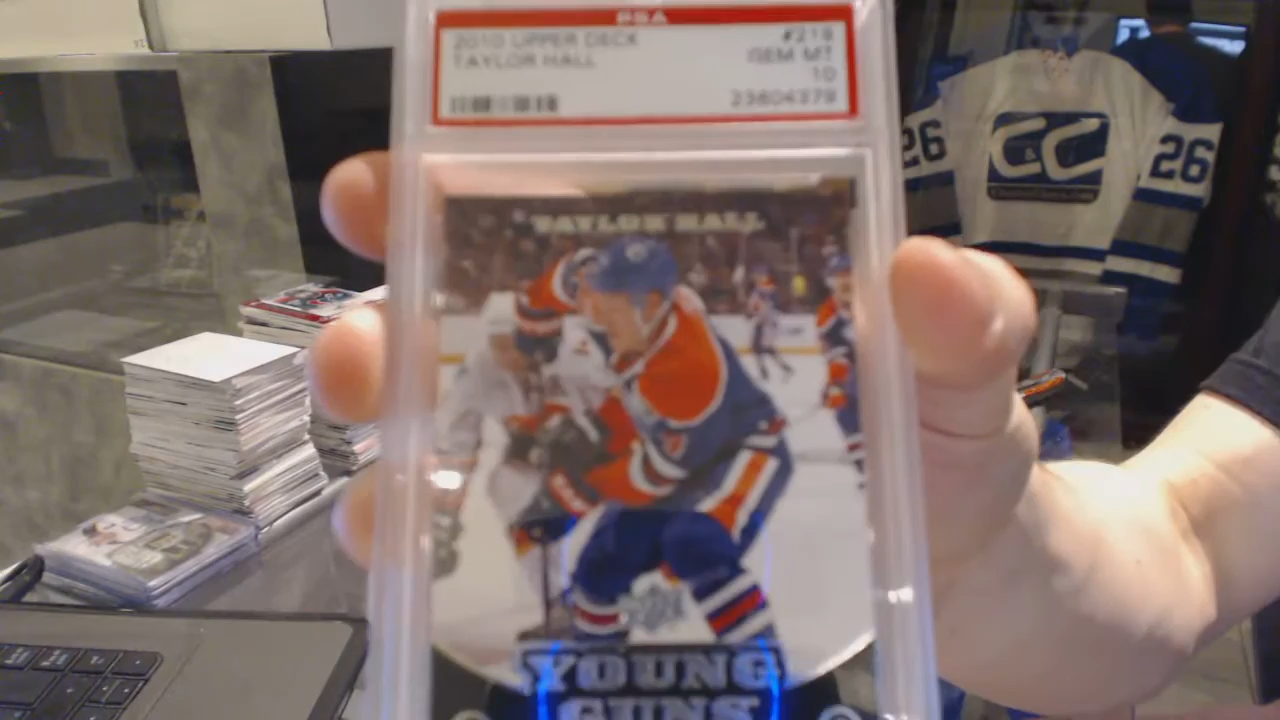 PSA
2010 UPPER DECK #219
TAYLOR HALL GEM MT
10
23604379
TAYLOR HALL
YOUNG
GUNS
26
C&C
26